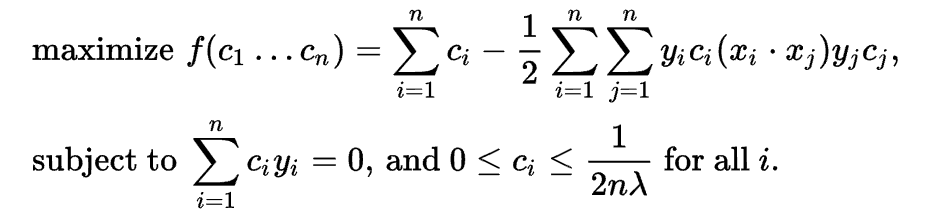 maximize f(c₁ … cₙ) = ∑ᵢ₌₁ⁿ cᵢ − 1/2 ∑ᵢ₌₁ⁿ ∑ⱼ₌₁ⁿ yᵢcᵢ(xᵢ · xⱼ)yⱼcⱼ,
subject to ∑ᵢ₌₁ⁿ cᵢyᵢ = 0, and 0 ≤ cᵢ ≤ 1/(2nλ) for all i.